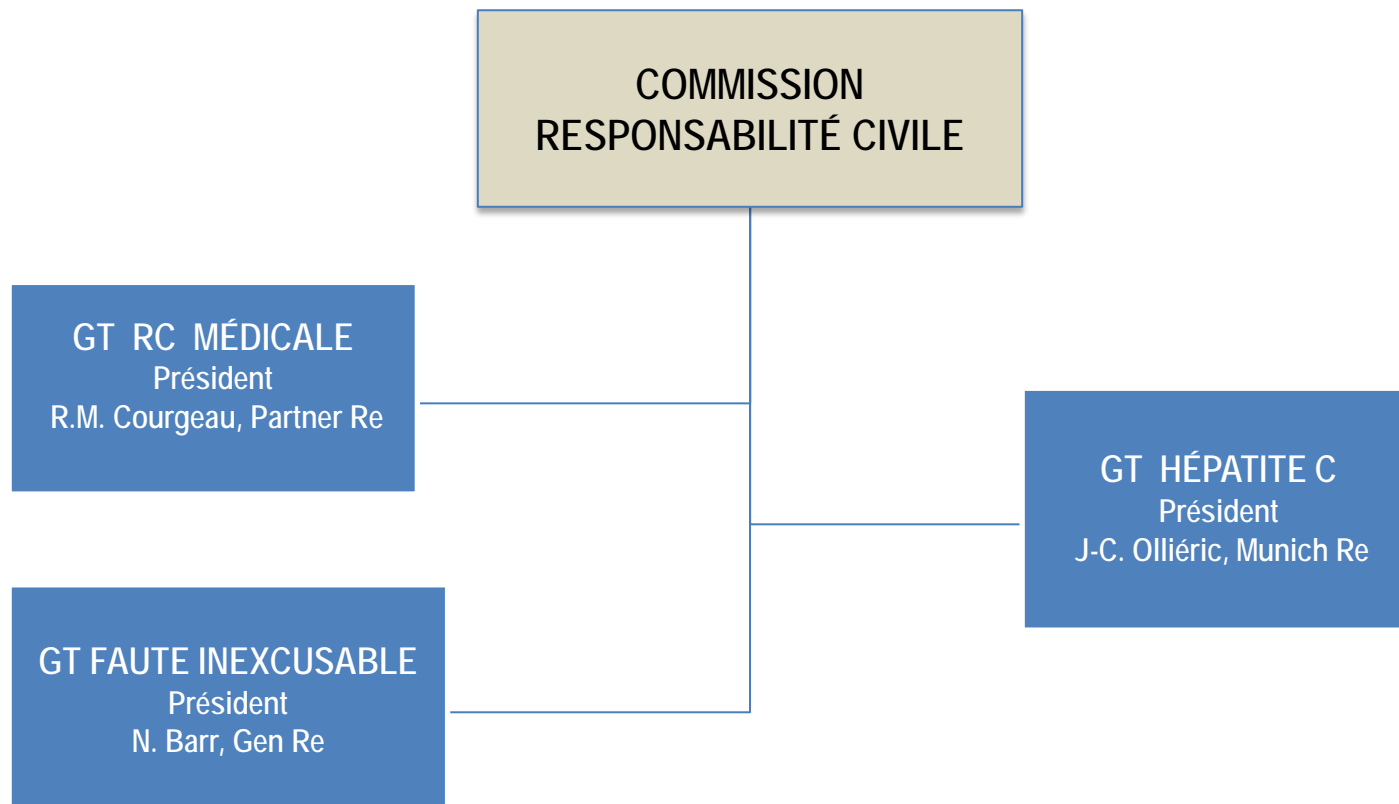 COMMISSION
RESPONSABILITÉ CIVILE
GT RC MÉDICALE
Président
R.M. Courgeau, Partner Re
GT HÉPATITE C
Président
J-C. Olliéric, Munich Re
GT FAUTE INEXCUSABLE
Président
N. Barr, Gen Re